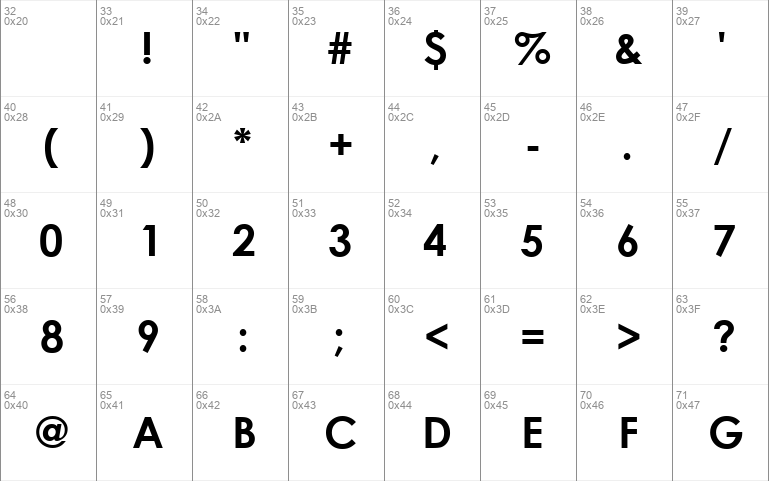 32 33 34 35 36 37 38 39
0x20 0x21 0x22 0x23 0x24 0x25 0x26 0x27
! " # $ % & '
40 41 42 43 44 45 46 47
0x28 0x29 0x2A 0x2B 0x2C 0x2D 0x2E 0x2F
( ) * + , - . /
48 49 50 51 52 53 54 55
0x30 0x31 0x32 0x33 0x34 0x35 0x36 0x37
0 1 2 3 4 5 6 7
56 57 58 59 60 61 62 63
0x38 0x39 0x3A 0x3B 0x3C 0x3D 0x3E 0x3F
8 9 : ; < = > ?
64 65 66 67 68 69 70 71
0x40 0x41 0x42 0x43 0x44 0x45 0x46 0x47
@ A B C D E F G